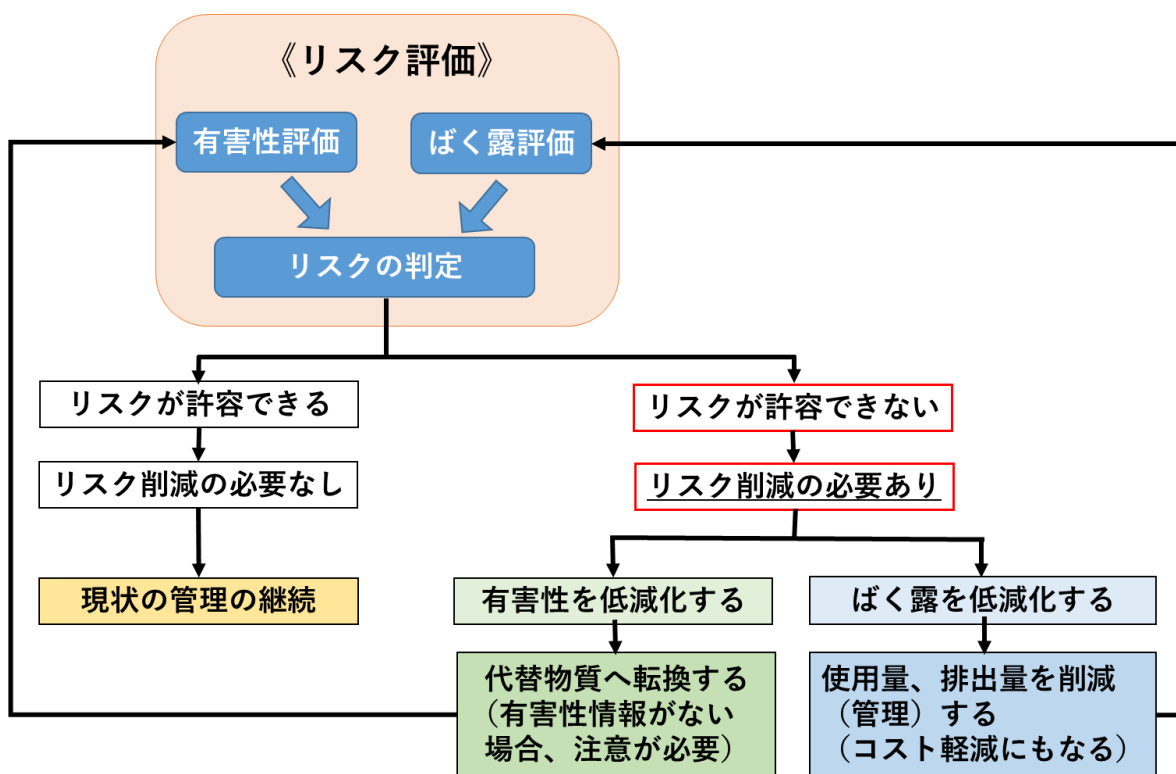 《リスク評価》
有害性評価
ばく露評価
リスクの判定
リスクが許容できる
リスクが許容できない
リスク削減の必要なし
リスク削減の必要あり
現状の管理の継続
有害性を低減化する
ばく露を低減化する
代替物質へ転換する
（有害性情報がない
場合、注意が必要）
使用量、排出量を削減
（管理）する
（コスト軽減にもなる）